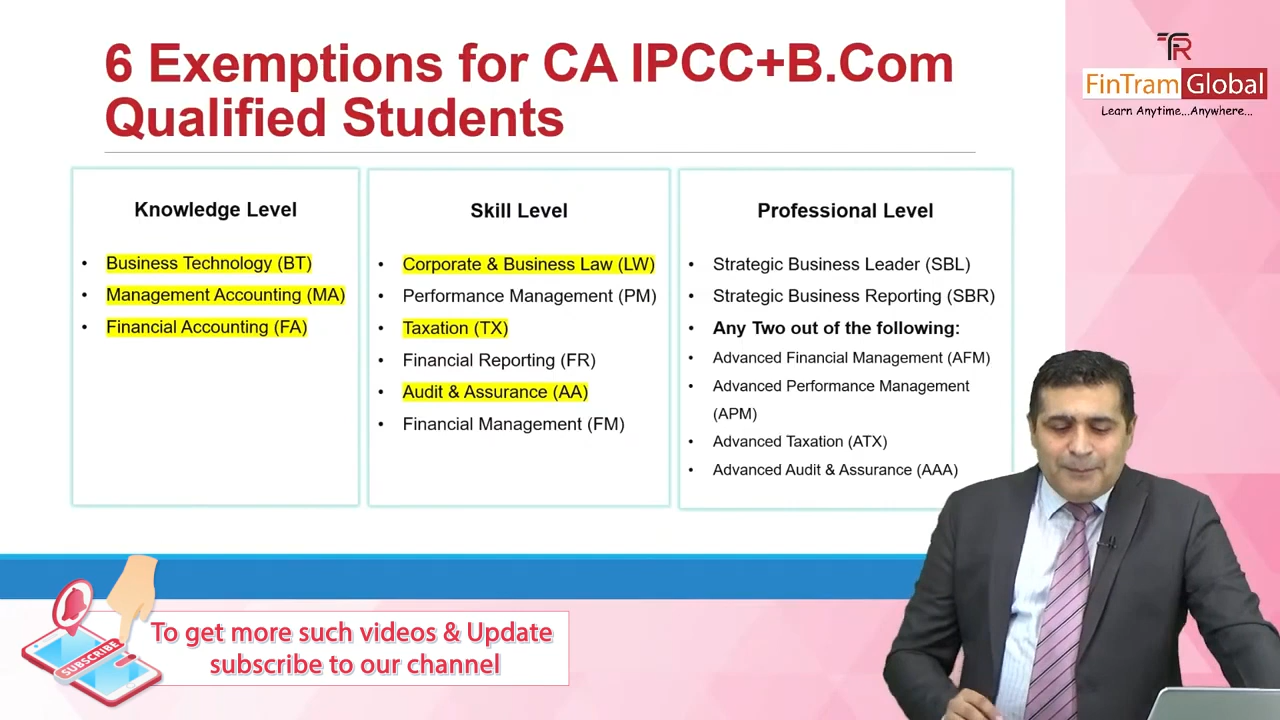 6 Exemptions for CA IPCC+B.Com
Qualified Students
TR
FinTram Global
Learn Anytime...Anywhere...
Knowledge Level
• Business Technology (BT)
• Management Accounting (MA)
• Financial Accounting (FA)
Skill Level
• Corporate & Business Law (LW)
• Performance Management (PM)
• Taxation (TX)
• Financial Reporting (FR)
• Audit & Assurance (AA)
• Financial Management (FM)
Professional Level
• Strategic Business Leader (SBL)
• Strategic Business Reporting (SBR)
• Any Two out of the following:
• Advanced Financial Management (AFM)
• Advanced Performance Management
(APM)
• Advanced Taxation (ATX)
• Advanced Audit & Assurance (AAA)
SUBSCRIBE
To get more such videos & Update
subscribe to our channel